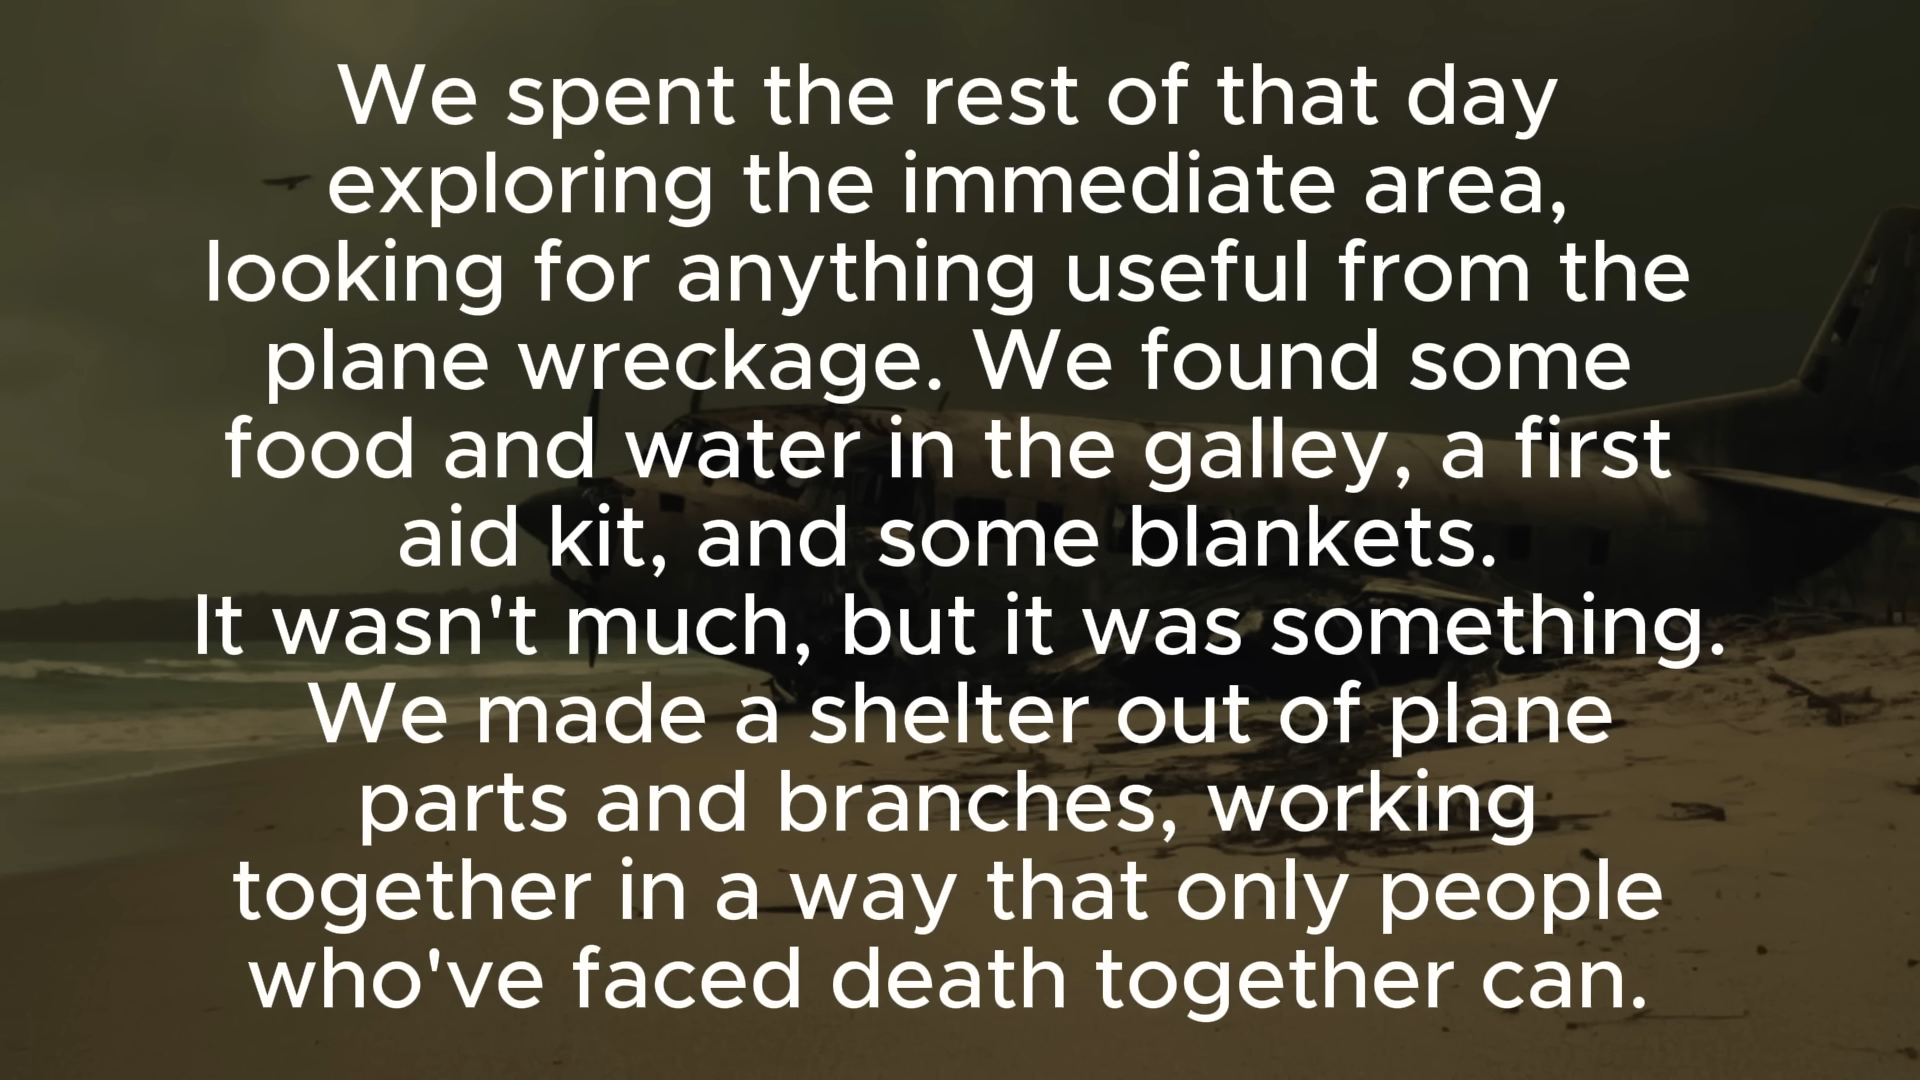 We spent the rest of that day
exploring the immediate area,
looking for anything useful from the
plane wreckage. We found some
food and water in the galley, a first
aid kit, and some blankets.
It wasn't much, but it was something.
We made a shelter out of plane
parts and branches, working
together in a way that only people
who've faced death together can.